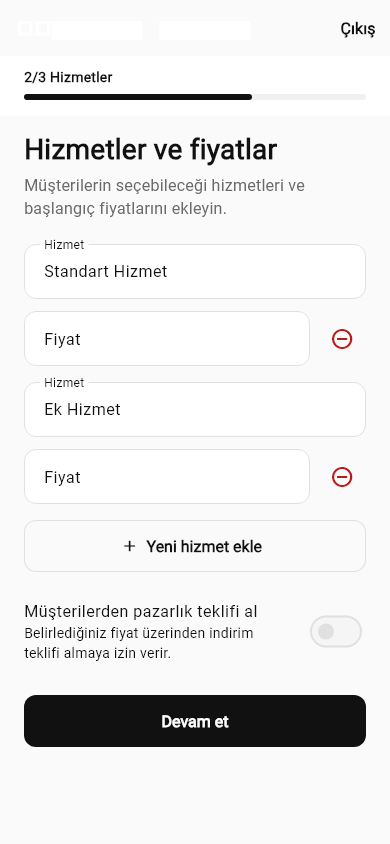 Çıkış
2/3 Hizmetler
Hizmetler ve fiyatlar
Müşterilerin seçebileceği hizmetleri ve
başlangıç fiyatlarını ekleyin.
Hizmet
Standart Hizmet
Fiyat
Hizmet
Ek Hizmet
Fiyat
+ Yeni hizmet ekle
Müşterilerden pazarlık teklifi al
Belirlediğiniz fiyat üzerinden indirim
teklifi almaya izin verir.
Devam et